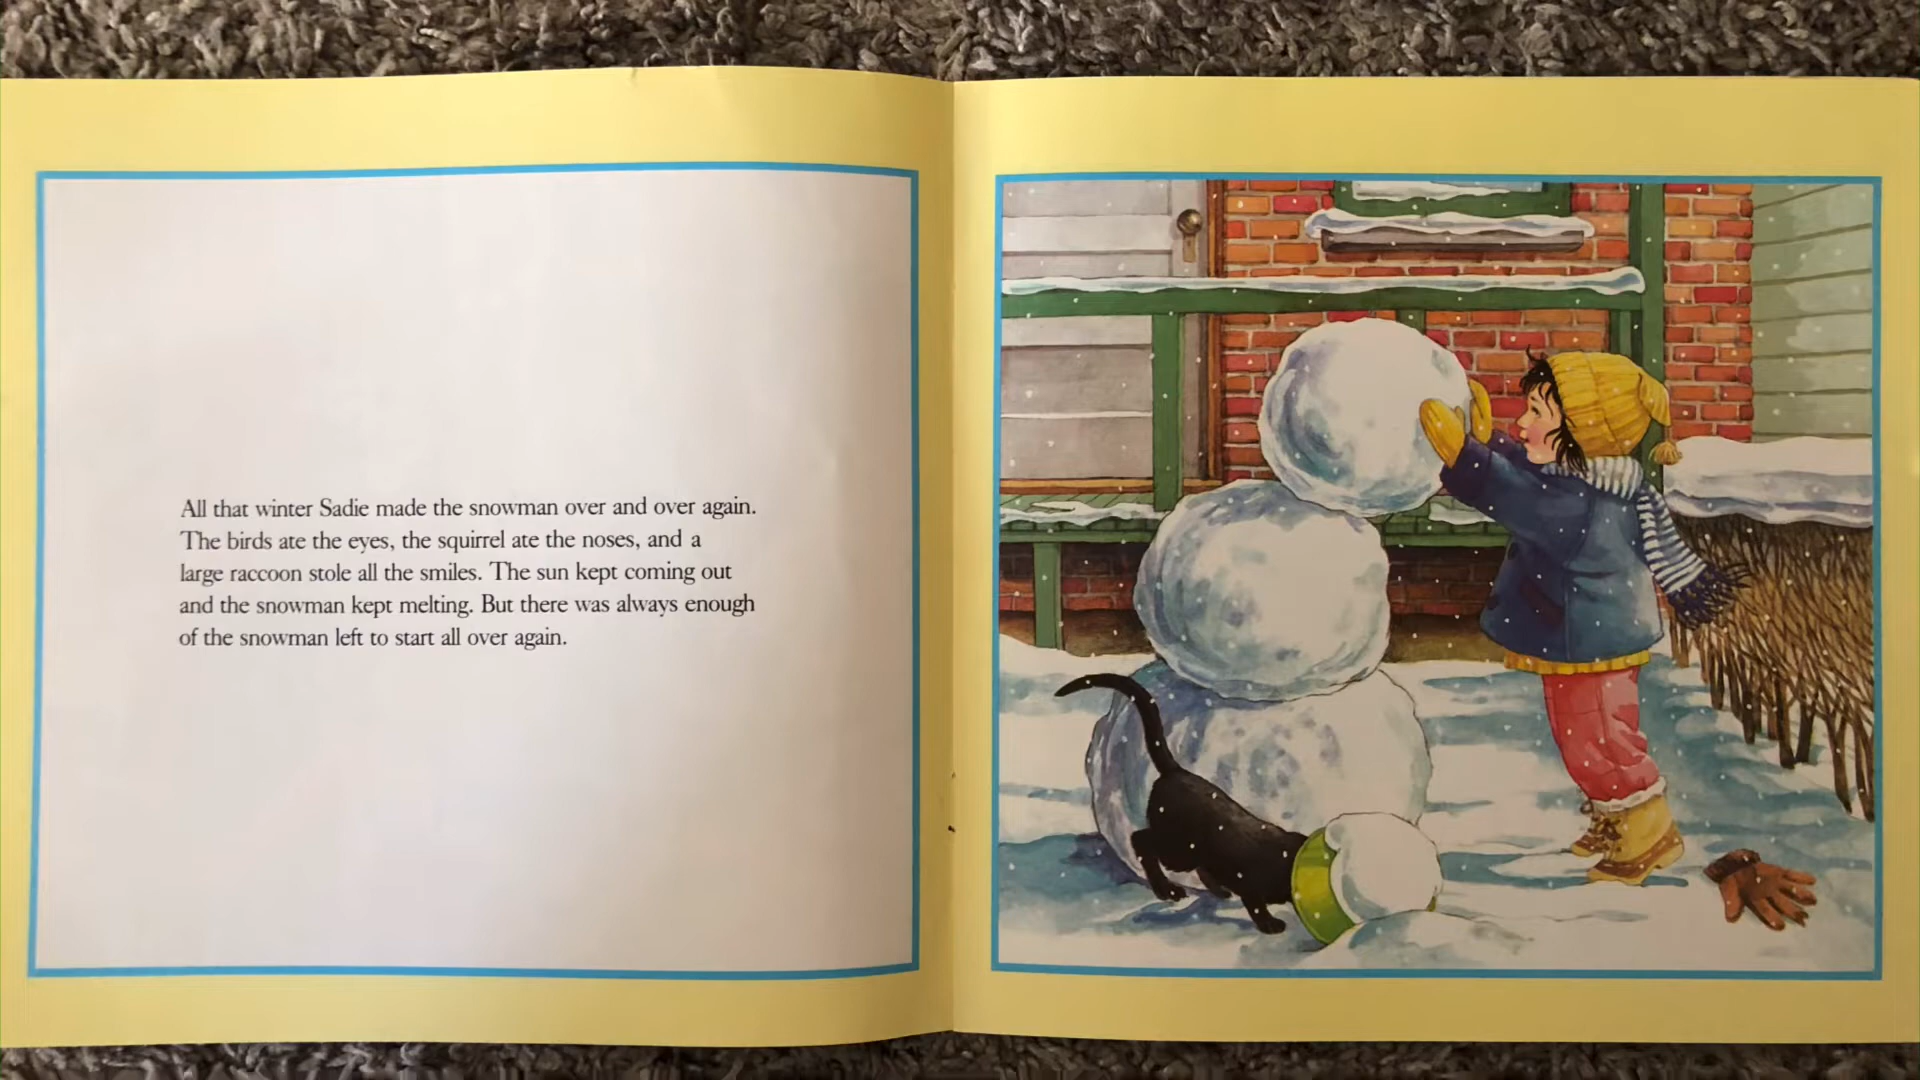 All that winter Sadie made the snowman over and over again.
The birds ate the eyes, the squirrel ate the noses, and a
large raccoon stole all the smiles. The sun kept coming out
and the snowman kept melting. But there was always enough
of the snowman left to start all over again.